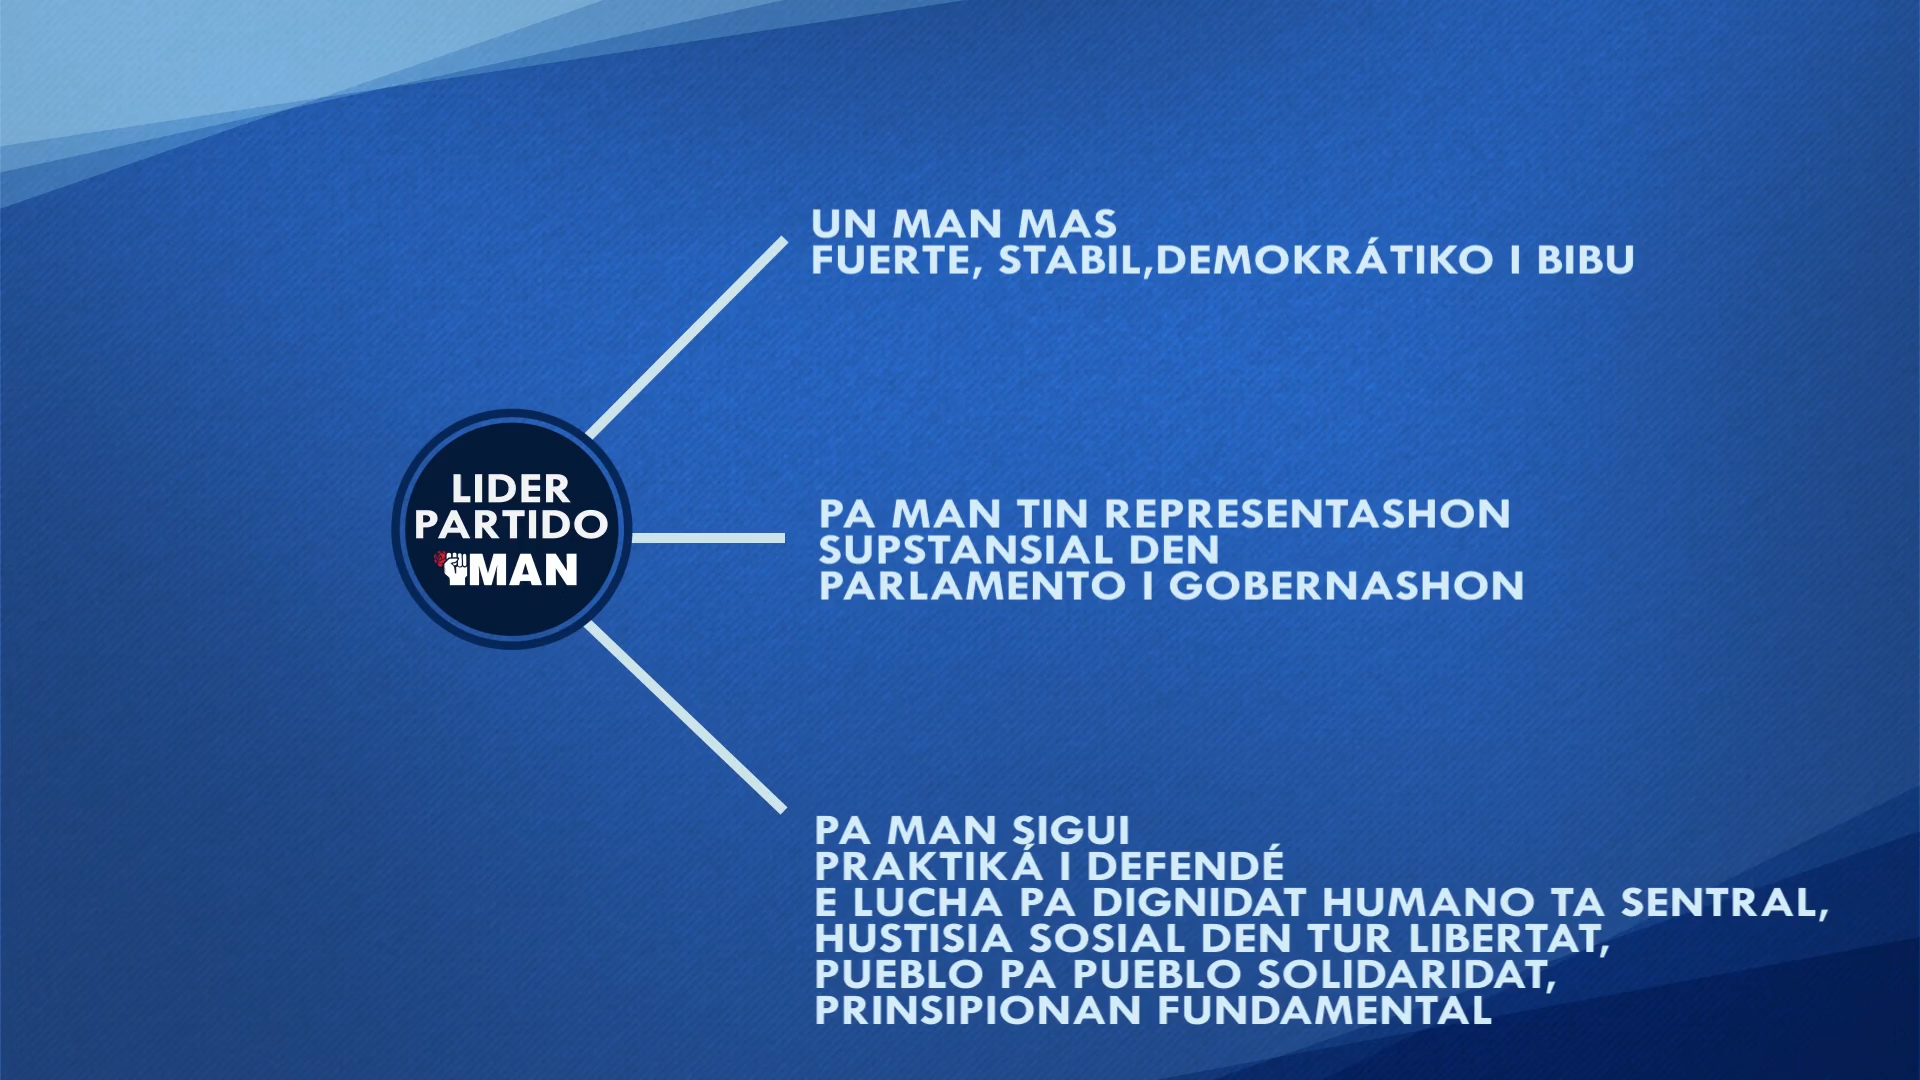 LIDER
PARTIDO
MAN
UN MAN MAS
FUERTE, STABIL,DEMOKRÁTIKO I BIBU
PA MAN TIN REPRESENTASHON
SUPSTANSIAL DEN
PARLAMENTO I GOBERNASHON
PA MAN SIGUI
PRAKTIKÁ I DEFENDÉ
E LUCHA PA DIGNIDAT HUMANO TA SENTRAL,
HUSTISIA SOSIAL DEN TUR LIBERTAT,
PUEBLO PA PUEBLO SOLIDARIDAT,
PRINSIPIONAN FUNDAMENTAL